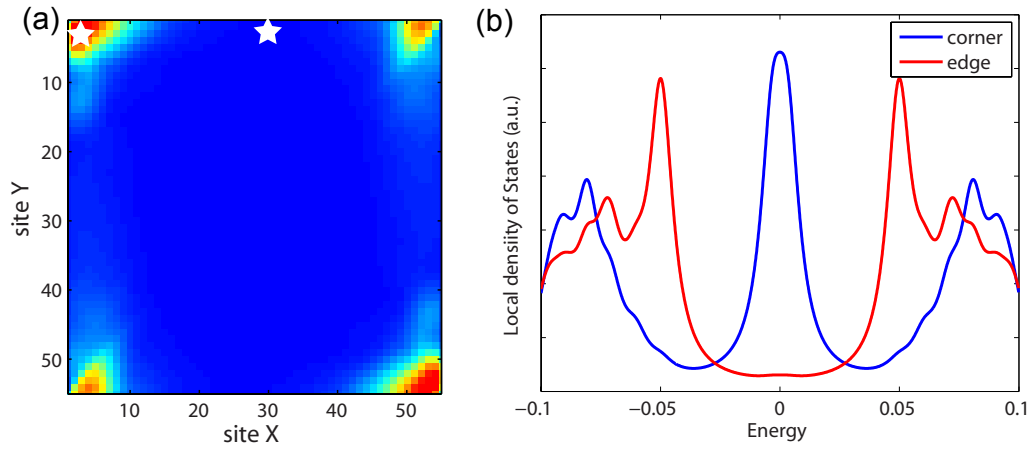 (a)
10
20
30
40
50
site Y
10 20 30 40 50
site X
(b)
corner
edge
Local density of States (a.u.)
−0.1 −0.05 0 0.05 0.1
Energy